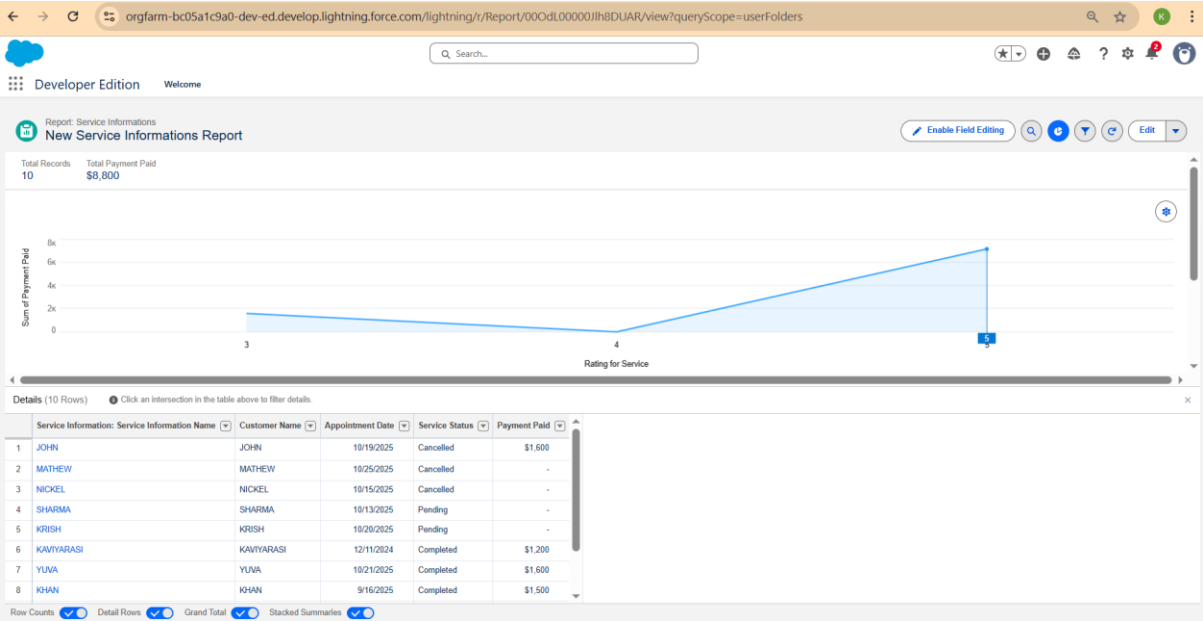 orgfarm-bc05a1c9a0-dev-ed.develop.lightning.force.com/lightning/r/Report/00OdL00000JIh8DUAR/view?queryScope=userFolders K
Search...
2
Developer Edition Welcome
Report: Service Informations
New Service Informations Report
Enable Field Editing Edit
Total Records Total Payment Paid
10 $8,800
Sum of Payment Paid
8K
6K
4K
2K
0
3 4 5
5
Rating for Service
Details (10 Rows) Click an intersection in the table above to filter details.
Service Information: Service Information Name Customer Name Appointment Date Service Status Payment Paid
1 JOHN JOHN 10/19/2025 Cancelled $1,600
2 MATHEW MATHEW 10/25/2025 Cancelled -
3 NICKEL NICKEL 10/15/2025 Cancelled -
4 SHARMA SHARMA 10/13/2025 Pending -
5 KRISH KRISH 10/20/2025 Pending -
6 KAVIYARASI KAVIYARASI 12/11/2024 Completed $1,200
7 YUVA YUVA 10/21/2025 Completed $1,600
8 KHAN KHAN 9/16/2025 Completed $1,500
Row Counts Detail Rows Grand Total Stacked Summaries